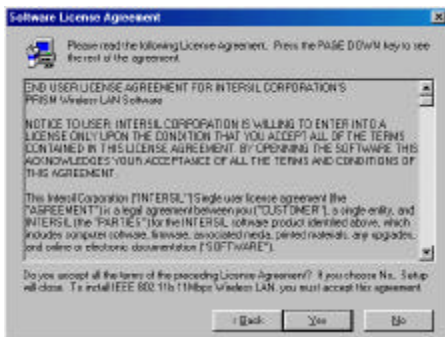 Software License Agreement
Please read the following License Agreement. Press the PAGE DOWN key to see
the rest of the agreement.
END USER LICENSE AGREEMENT FOR INTERSIL CORPORATION'S
PRISM Wireless LAN Software
NOTICE TO USER: INTERSIL CORPORATION IS WILLING TO ENTER INTO A
LICENSE ONLY UPON THE CONDITION THAT YOU ACCEPT ALL OF THE TERMS
CONTAINED IN THIS LICENSE AGREEMENT. BY OPENNING THE SOFTWARE THIS
ACKNOWLEDGES YOUR ACCEPTANCE OF ALL THE TERMS AND CONDITIONS OF
THIS AGREEMENT.
This Intersil Corporation ("INTERSIL") Single user license agreement (the
"AGREEMENT") is a legal agreement between you ("CUSTOMER"), a single entity, and
INTERSIL (the "PARTIES") for the INTERSIL software product identified above, which
includes computer software, firmware, associated media, printed materials, any upgrades,
and online or electronic documentation ("SOFTWARE").
Do you accept all the terms of the preceding License Agreement? If you choose No, Setup
will close. To install IEEE 802.11b 11Mbps Wireless LAN, you must accept this agreement.
< Back
Yes
No